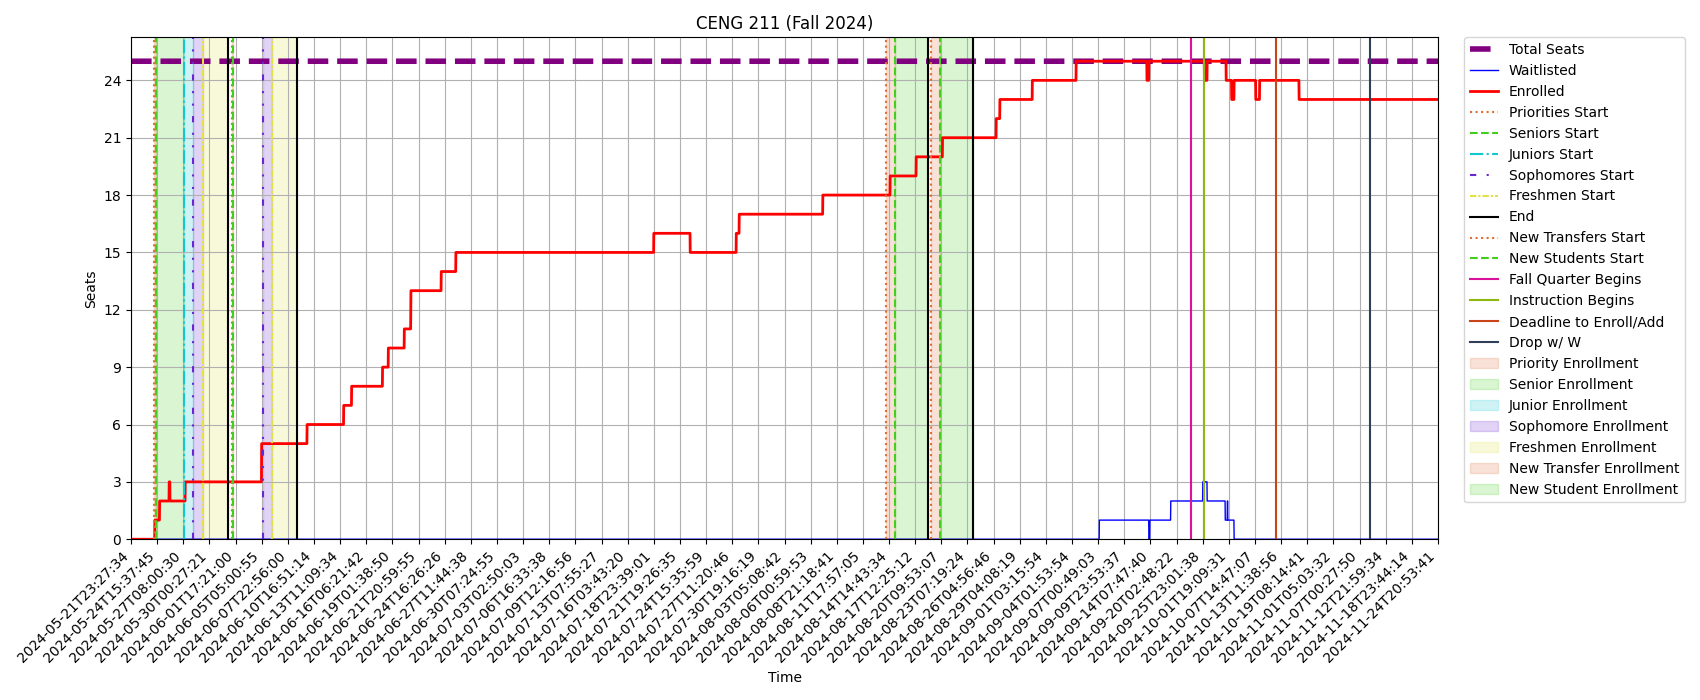 CENG 211 (Fall 2024)
Seats
24
21
18
15
12
9
6
3
0
2024-05-21T23:27:34
2024-05-24T15:37:45
2024-05-27T08:00:30
2024-05-30T00:27:21
2024-06-01T17:21:00
2024-06-05T05:00:55
2024-06-07T22:56:00
2024-06-10T16:51:14
2024-06-13T11:09:34
2024-06-16T06:21:42
2024-06-19T01:38:50
2024-06-21T20:59:55
2024-06-24T16:26:26
2024-06-27T11:44:38
2024-06-30T07:24:55
2024-07-03T02:50:03
2024-07-06T16:33:38
2024-07-09T12:16:56
2024-07-13T07:55:27
2024-07-16T03:43:20
2024-07-18T23:39:01
2024-07-21T19:26:35
2024-07-24T15:35:59
2024-07-27T11:20:46
2024-07-30T19:16:19
2024-08-03T05:08:42
2024-08-06T00:59:53
2024-08-08T21:18:41
2024-08-11T17:57:05
2024-08-14T14:43:34
2024-08-17T12:25:12
2024-08-20T09:53:07
2024-08-23T07:19:24
2024-08-26T04:56:46
2024-08-29T04:08:19
2024-09-01T03:15:54
2024-09-04T01:53:54
2024-09-07T00:49:03
2024-09-09T23:53:37
2024-09-14T07:47:40
2024-09-20T02:48:22
2024-09-25T23:01:38
2024-10-01T19:09:31
2024-10-07T14:47:07
2024-10-13T11:38:56
2024-10-19T08:14:41
2024-11-01T05:03:32
2024-11-07T00:27:50
2024-11-12T21:59:34
2024-11-18T23:44:14
2024-11-24T20:53:41
Time
Total Seats
Waitlisted
Enrolled
Priorities Start
Seniors Start
Juniors Start
Sophomores Start
Freshmen Start
End
New Transfers Start
New Students Start
Fall Quarter Begins
Instruction Begins
Deadline to Enroll/Add
Drop w/ W
Priority Enrollment
Senior Enrollment
Junior Enrollment
Sophomore Enrollment
Freshmen Enrollment
New Transfer Enrollment
New Student Enrollment